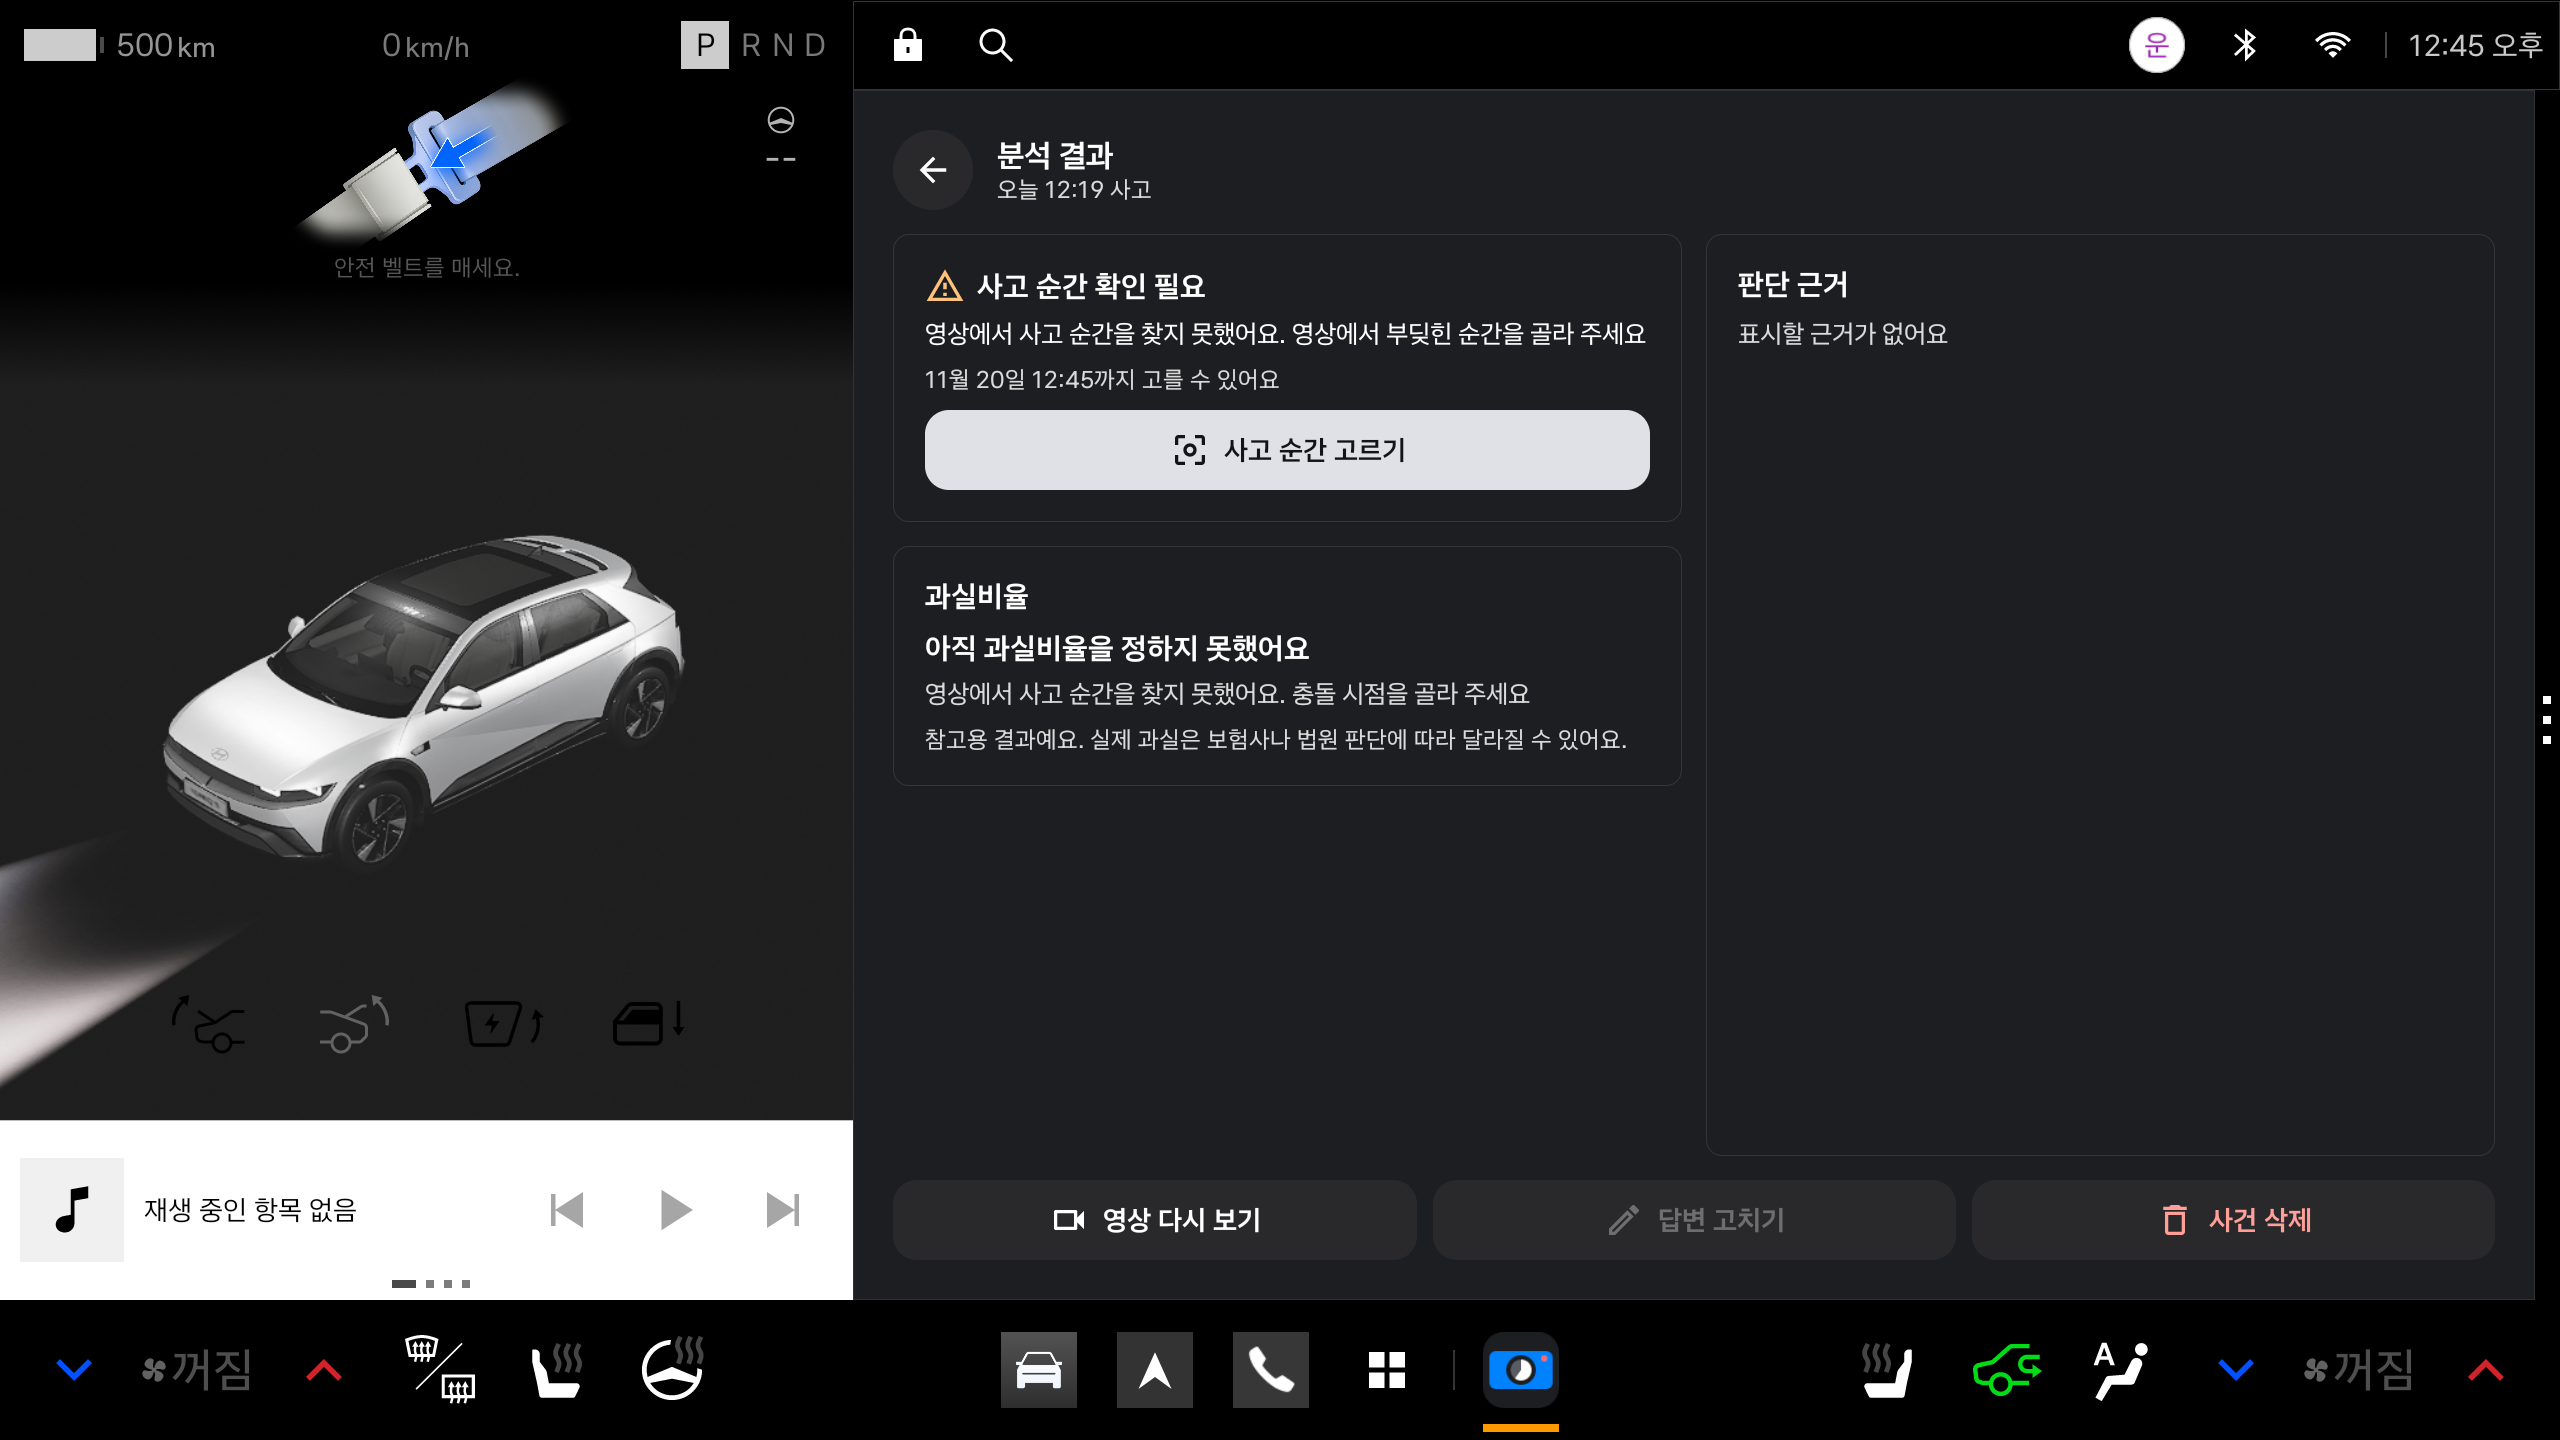 500 km
0 km/h
P R N D
운
12:45 오후
안전 벨트를 매세요.
분석 결과
오늘 12:19 사고
사고 순간 확인 필요
영상에서 사고 순간을 찾지 못했어요. 영상에서 부딪힌 순간을 골라 주세요
11월 20일 12:45까지 고를 수 있어요
사고 순간 고르기
과실비율
아직 과실비율을 정하지 못했어요
영상에서 사고 순간을 찾지 못했어요. 충돌 시점을 골라 주세요
참고용 결과예요. 실제 과실은 보험사나 법원 판단에 따라 달라질 수 있어요.
판단 근거
표시할 근거가 없어요
영상 다시 보기
답변 고치기
사건 삭제
재생 중인 항목 없음
꺼짐
A
꺼짐